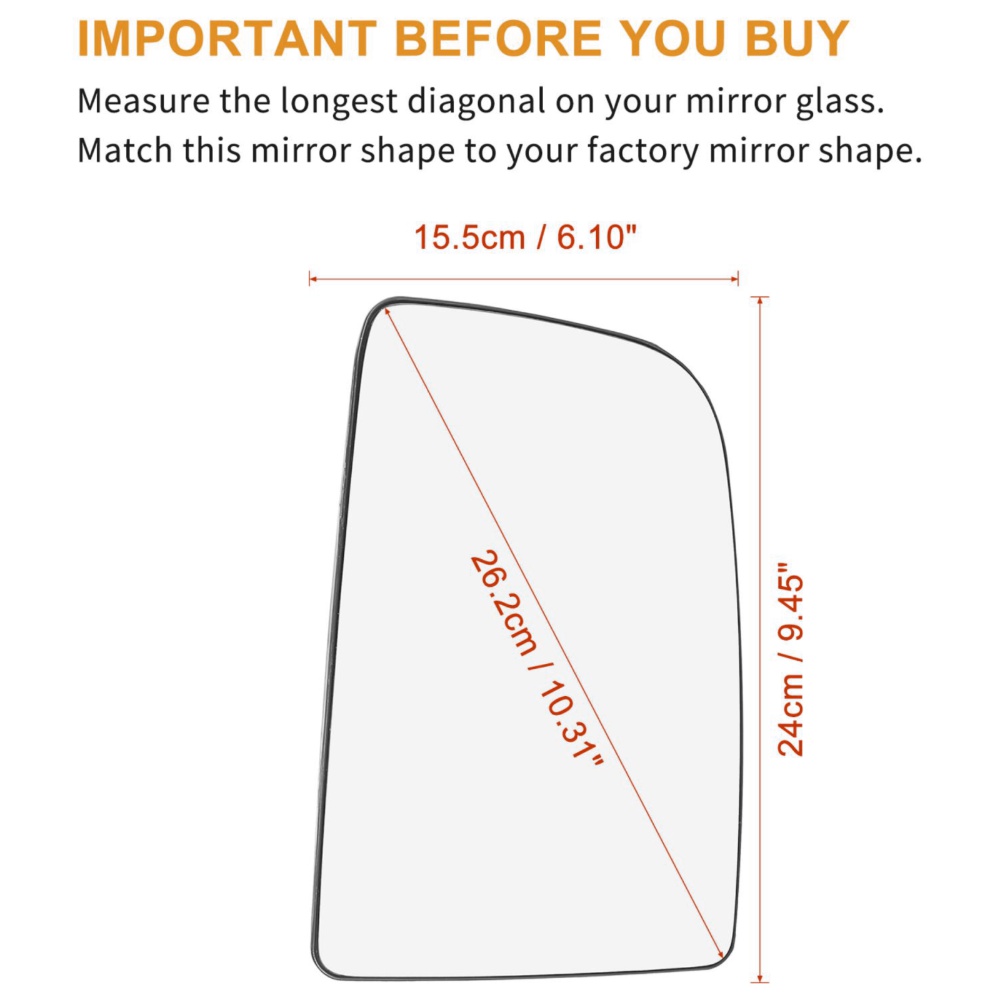 IMPORTANT BEFORE YOU BUY
Measure the longest diagonal on your mirror glass.
Match this mirror shape to your factory mirror shape.
15.5cm / 6.10"
26.2cm / 10.31"
24cm / 9.45"